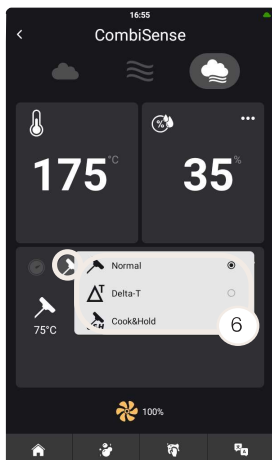 16:55
CombiSense
175 °C
35 %
Normal
Delta-T
Cook&Hold
6
75°C
100%